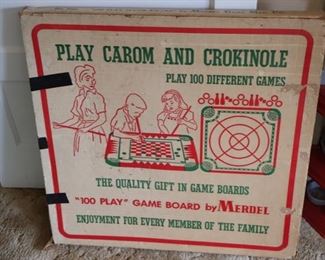 PLAY CAROM AND CROKINOLE
PLAY 100 DIFFERENT GAMES
THE QUALITY GIFT IN GAME BOARDS
"100 PLAY" GAME BOARD by MERDEL
ENJOYMENT FOR EVERY MEMBER OF THE FAMILY